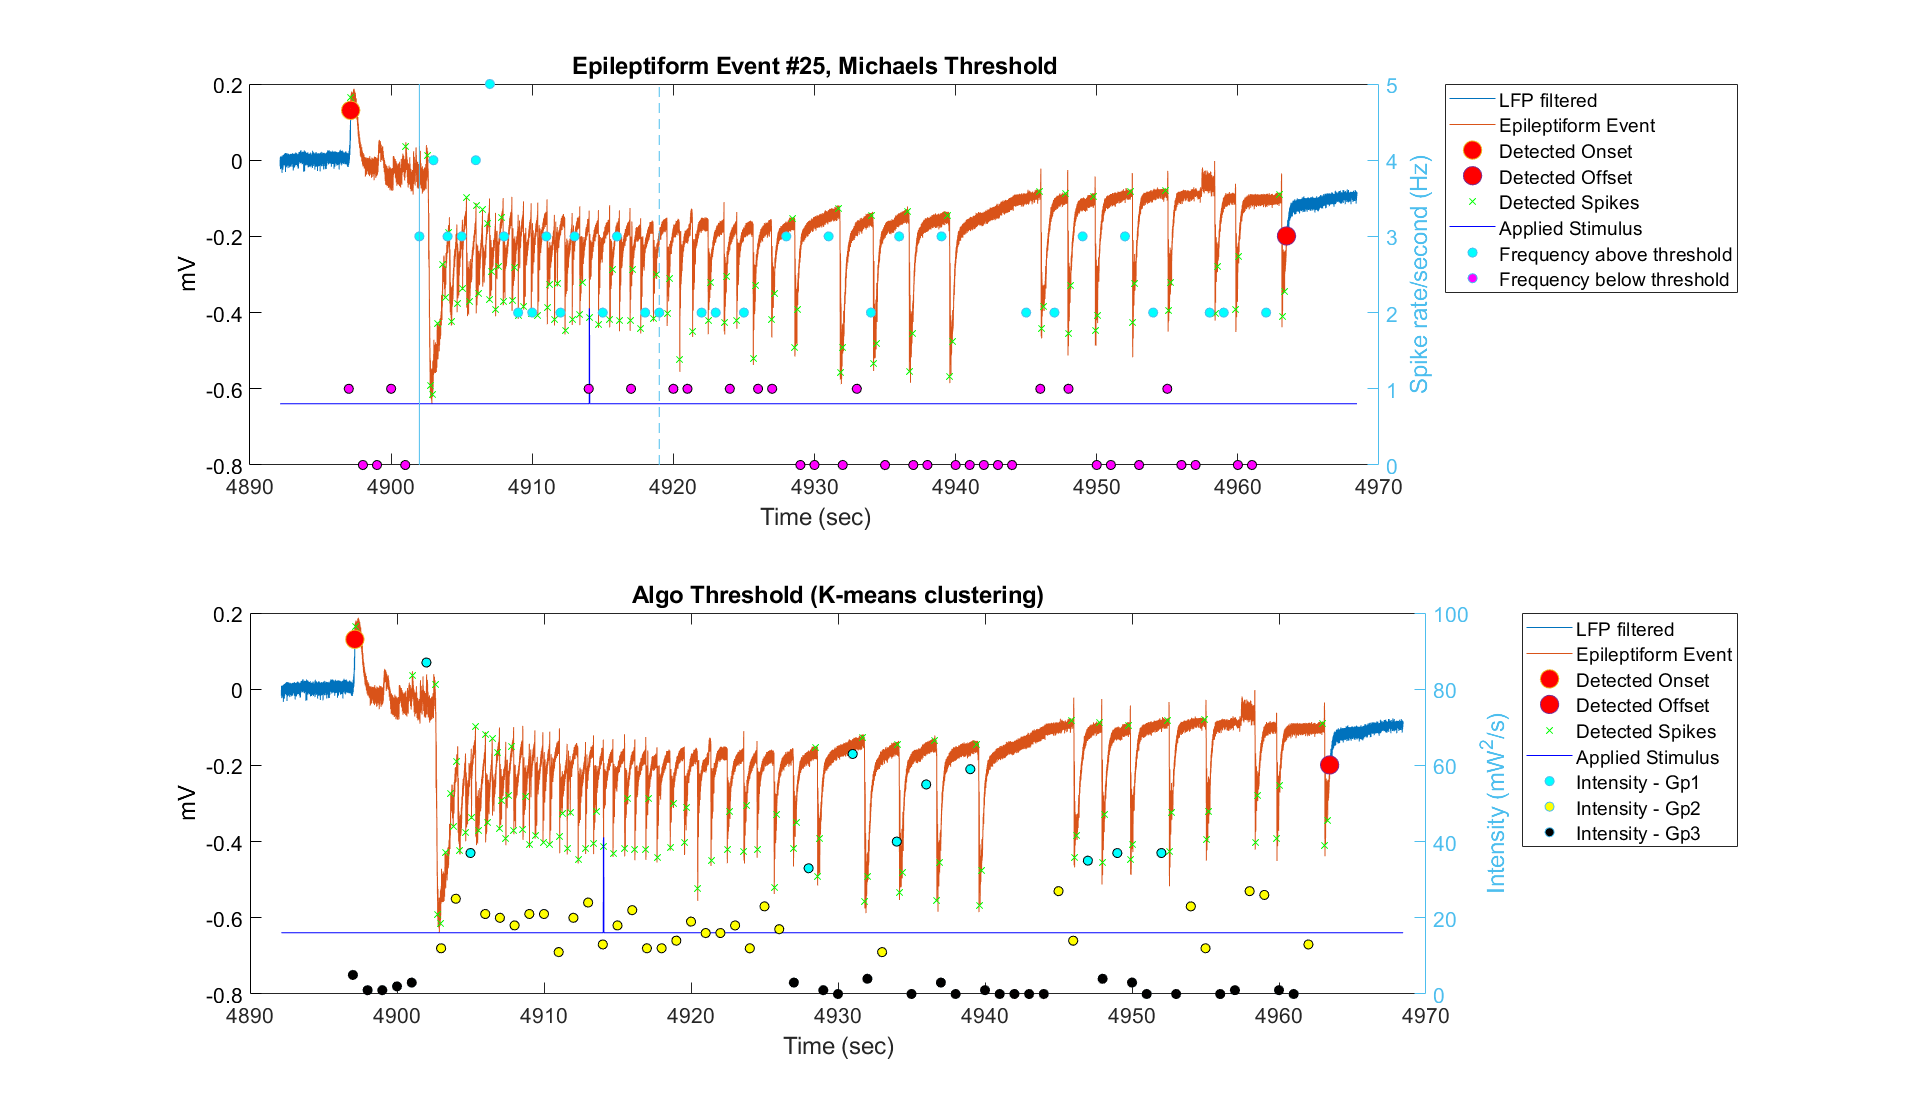 Epileptiform Event #25, Michaels Threshold
0.2
0
-0.2
-0.4
-0.6
-0.8
mV
5
4
3
2
1
0
Spike rate/second (Hz)
4890 4900 4910 4920 4930 4940 4950 4960 4970
Time (sec)
LFP filtered
Epileptiform Event
Detected Onset
Detected Offset
Detected Spikes
Applied Stimulus
Frequency above threshold
Frequency below threshold
Algo Threshold (K-means clustering)
0.2
0
-0.2
-0.4
-0.6
-0.8
mV
100
80
60
40
20
0
Intensity (mW²/s)
4890 4900 4910 4920 4930 4940 4950 4960 4970
Time (sec)
LFP filtered
Epileptiform Event
Detected Onset
Detected Offset
Detected Spikes
Applied Stimulus
Intensity - Gp1
Intensity - Gp2
Intensity - Gp3